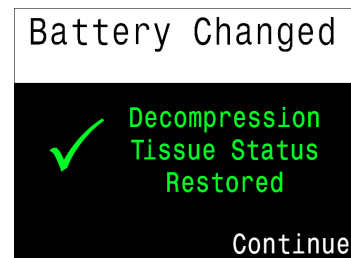 Battery Changed
Decompression
Tissue Status
Restored
Continue